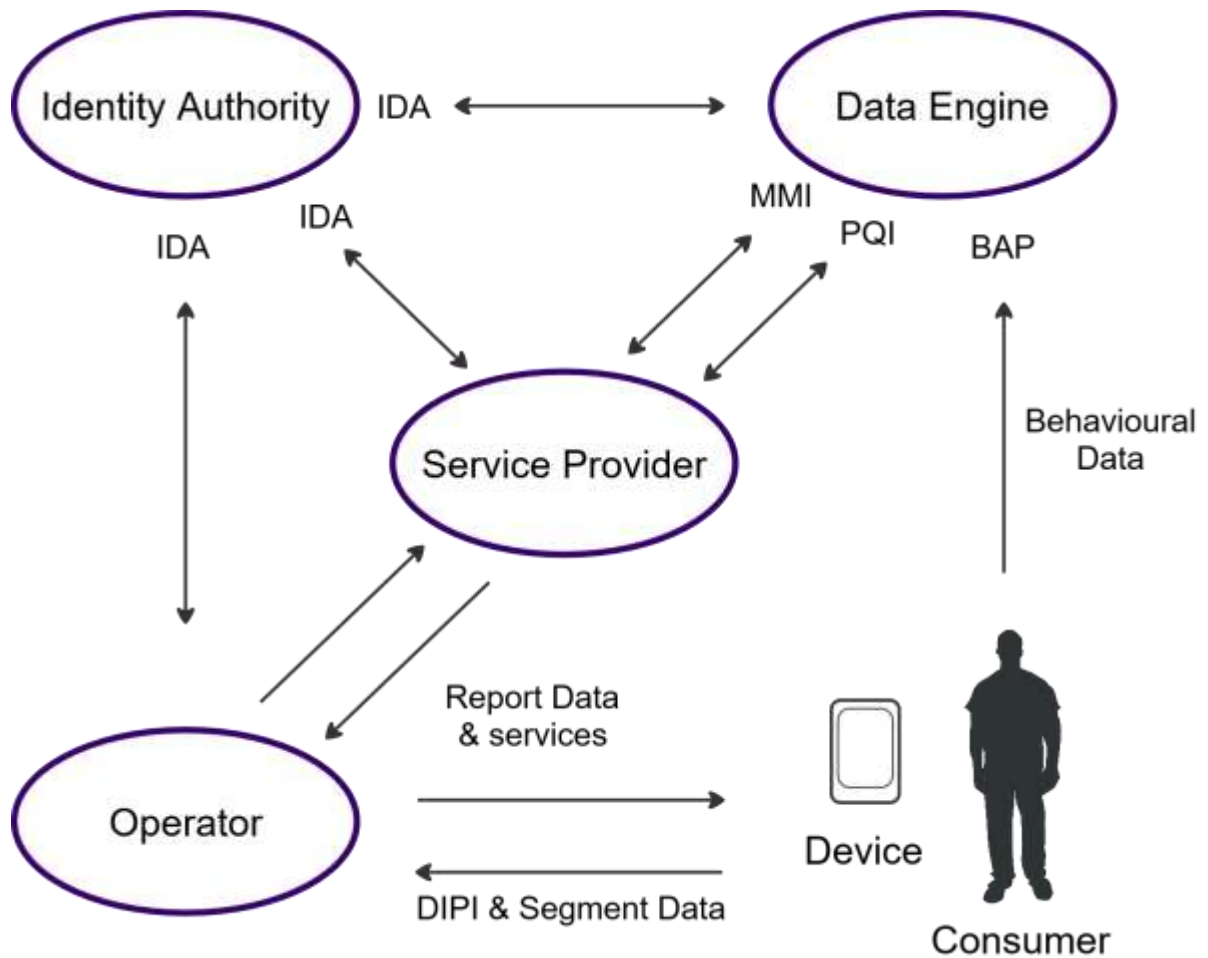 Identity Authority
IDA
Data Engine
IDA
IDA
MMI
PQI
BAP
Service Provider
Behavioural
Data
Report Data
& services
Operator
Device
DIPI & Segment Data
Consumer